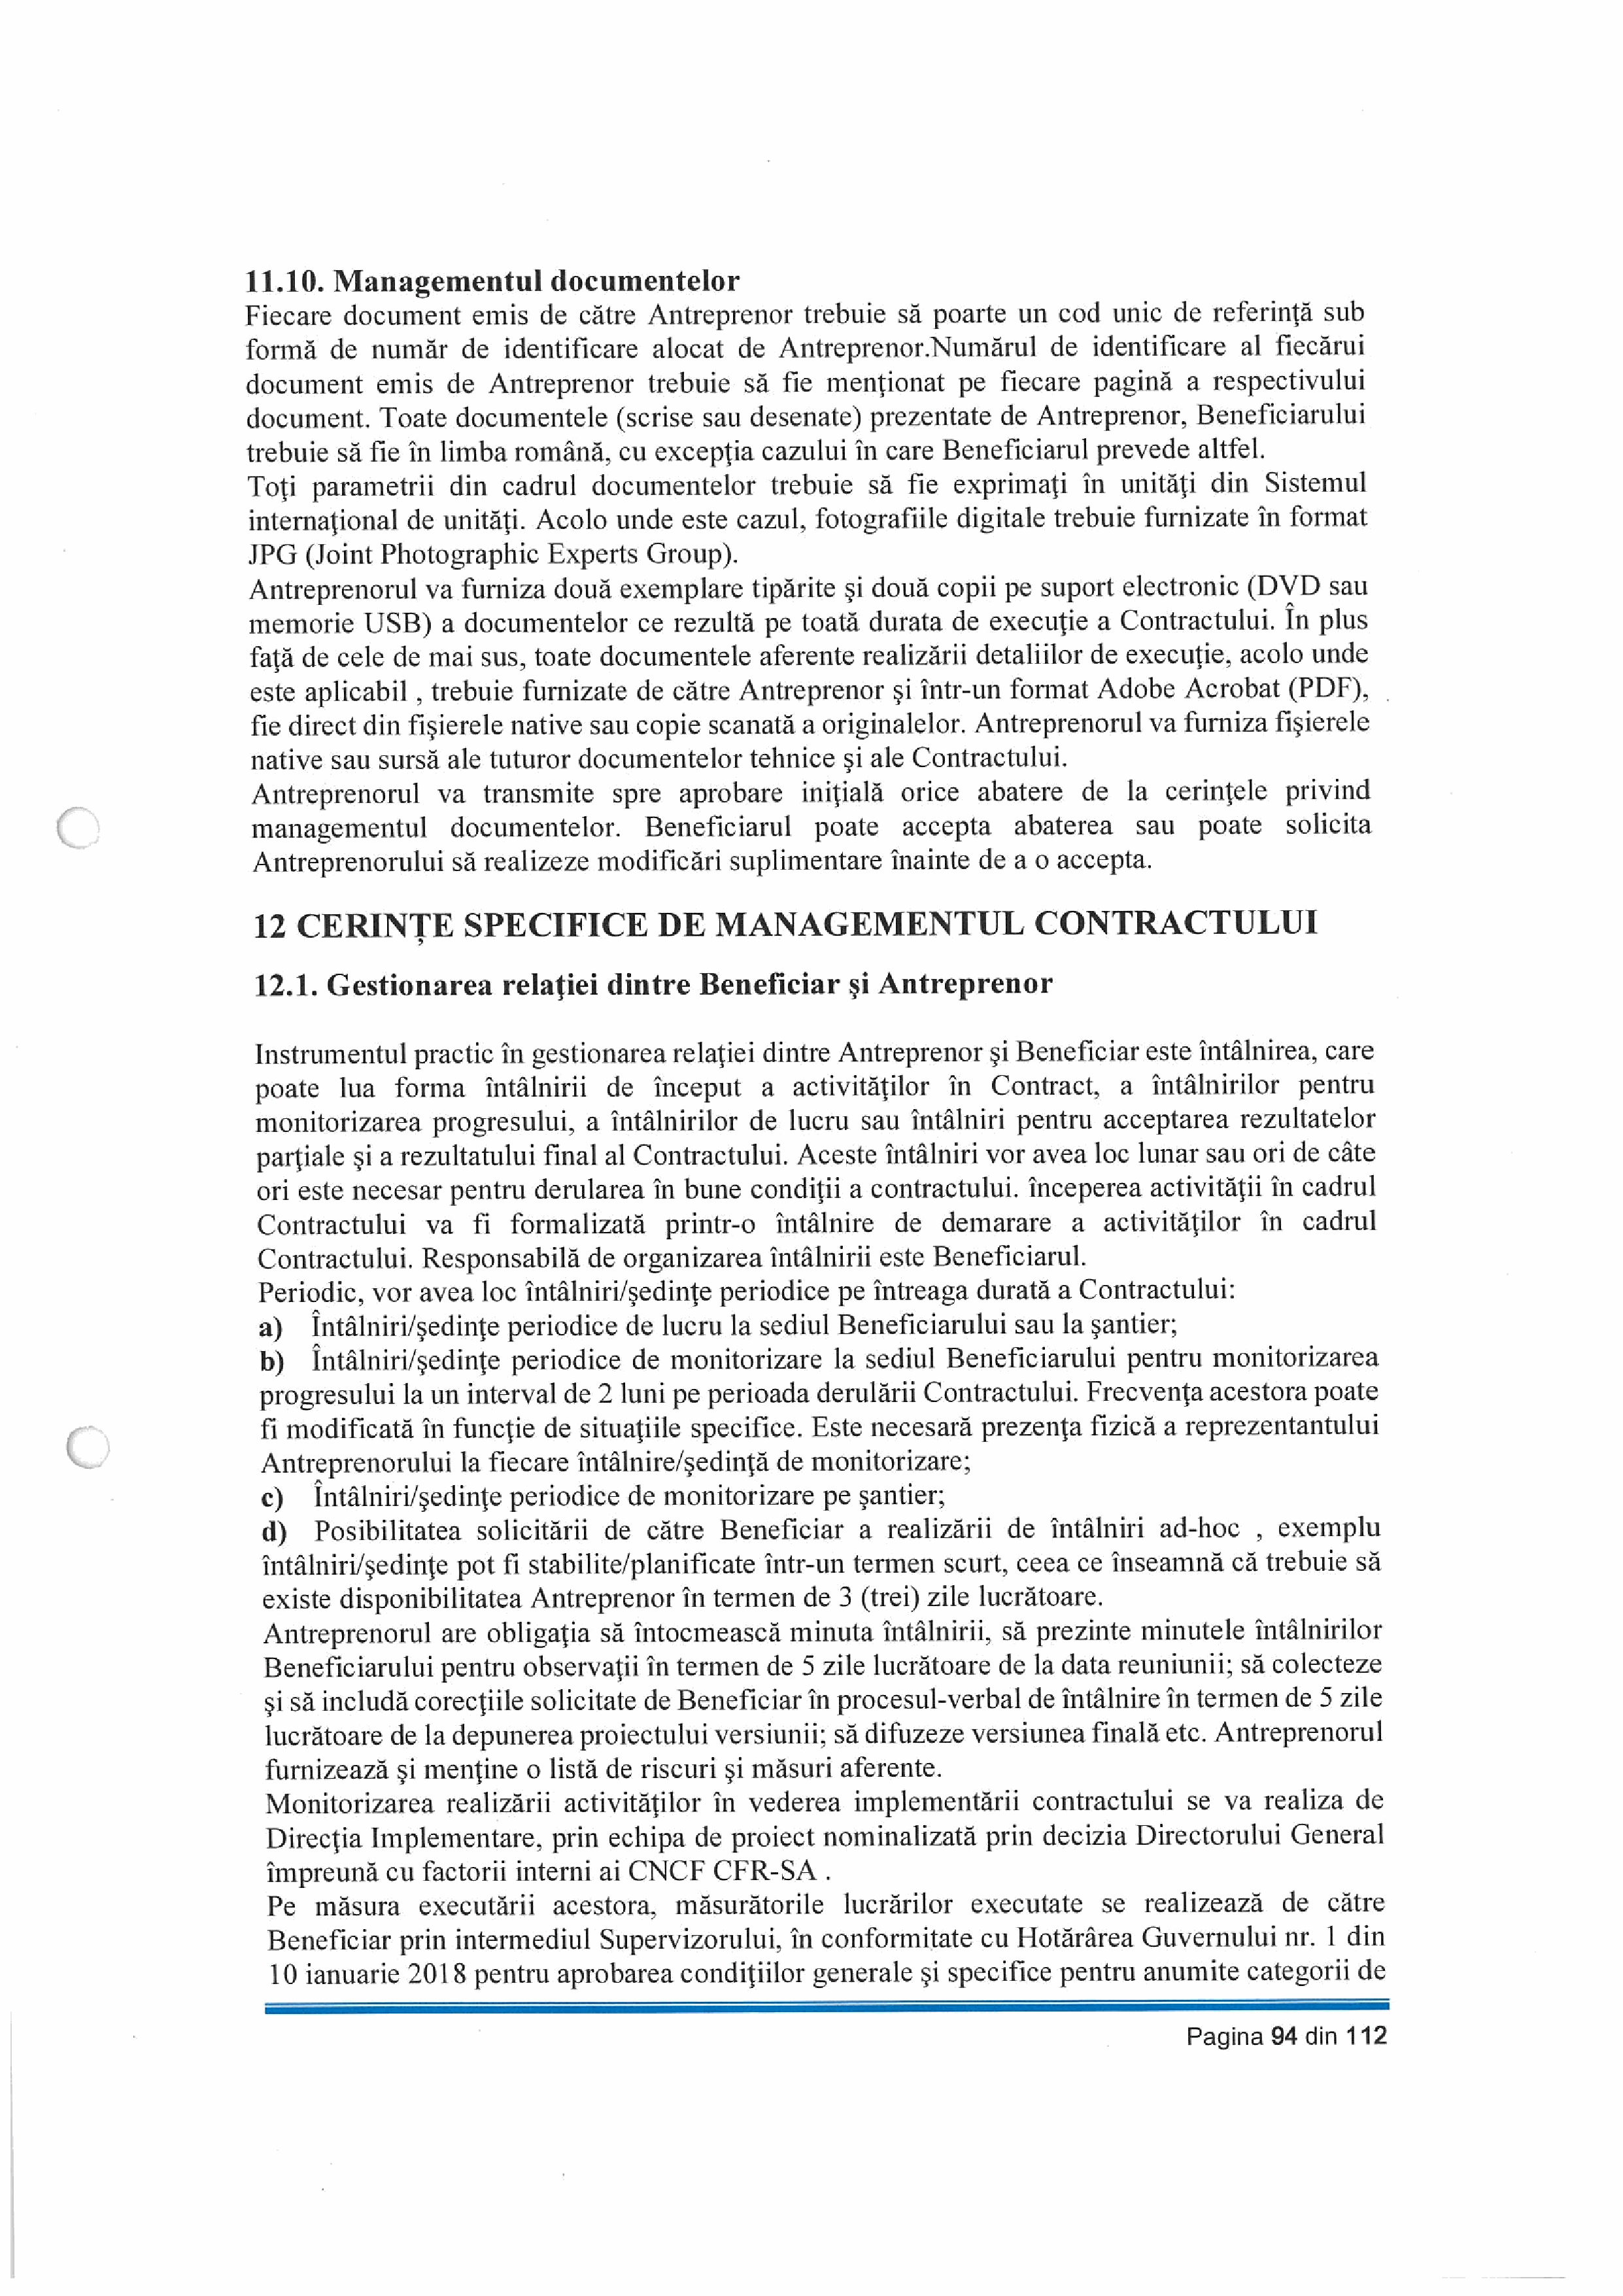 11.10. Managementul documentelor
Fiecare document emis de către Antreprenor trebuie să poarte un cod unic de referinţă sub
formă de număr de identificare alocat de Antreprenor.Numărul de identificare al fiecărui
document emis de Antreprenor trebuie să fie menţionat pe fiecare pagină a respectivului
document. Toate documentele (scrise sau desenate) prezentate de Antreprenor, Beneficiarului
trebuie să fie în limba română, cu excepţia cazului în care Beneficiarul prevede altfel.
Toţi parametrii din cadrul documentelor trebuie să fie exprimaţi în unităţi din Sistemul
internaţional de unităţi. Acolo unde este cazul, fotografiile digitale trebuie furnizate în format
JPG (Joint Photographic Experts Group).
Antreprenorul va furniza două exemplare tipărite şi două copii pe suport electronic (DVD sau
memorie USB) a documentelor ce rezultă pe toată durata de execuţie a Contractului. În plus
faţă de cele de mai sus, toate documentele aferente realizării detaliilor de execuţie, acolo unde
este aplicabil , trebuie furnizate de către Antreprenor şi într-un format Adobe Acrobat (PDF),
fie direct din fişierele native sau copie scanată a originalelor. Antreprenorul va furniza fişierele
native sau sursă ale tuturor documentelor tehnice şi ale Contractului.
Antreprenorul va transmite spre aprobare iniţială orice abatere de la cerinţele privind
managementul documentelor. Beneficiarul poate accepta abaterea sau poate solicita
Antreprenorului să realizeze modificări suplimentare înainte de a o accepta.
12 CERINȚE SPECIFICE DE MANAGEMENTUL CONTRACTULUI
12.1. Gestionarea relaţiei dintre Beneficiar şi Antreprenor
Instrumentul practic în gestionarea relaţiei dintre Antreprenor şi Beneficiar este întâlnirea, care
poate lua forma întâlnirii de început a activităţilor în Contract, a întâlnirilor pentru
monitorizarea progresului, a întâlnirilor de lucru sau întâlniri pentru acceptarea rezultatelor
parţiale şi a rezultatului final al Contractului. Aceste întâlniri vor avea loc lunar sau ori de câte
ori este necesar pentru derularea în bune condiţii a contractului. începerea activităţii în cadrul
Contractului va fi formalizată printr-o întâlnire de demarare a activităţilor în cadrul
Contractului. Responsabilă de organizarea întâlnirii este Beneficiarul.
Periodic, vor avea loc întâlniri/şedinţe periodice pe întreaga durată a Contractului:
a) Întâlniri/şedinţe periodice de lucru la sediul Beneficiarului sau la şantier;
b) Întâlniri/şedinţe periodice de monitorizare la sediul Beneficiarului pentru monitorizarea
progresului la un interval de 2 luni pe perioada derulării Contractului. Frecvenţa acestora poate
fi modificată în funcţie de situaţiile specifice. Este necesară prezenţa fizică a reprezentantului
Antreprenorului la fiecare întâlnire/şedinţă de monitorizare;
c) Întâlniri/şedinţe periodice de monitorizare pe şantier;
d) Posibilitatea solicitării de către Beneficiar a realizării de întâlniri ad-hoc , exemplu
întâlniri/şedinţe pot fi stabilite/planificate într-un termen scurt, ceea ce înseamnă că trebuie să
existe disponibilitatea Antreprenor în termen de 3 (trei) zile lucrătoare.
Antreprenorul are obligaţia să întocmească minuta întâlnirii, să prezinte minutele întâlnirilor
Beneficiarului pentru observaţii în termen de 5 zile lucrătoare de la data reuniunii; să colecteze
şi să includă corecţiile solicitate de Beneficiar în procesul-verbal de întâlnire în termen de 5 zile
lucrătoare de la depunerea proiectului versiunii; să difuzeze versiunea finală etc. Antreprenorul
furnizează şi menţine o listă de riscuri şi măsuri aferente.
Monitorizarea realizării activităţilor în vederea implementării contractului se va realiza de
Direcţia Implementare, prin echipa de proiect nominalizată prin decizia Directorului General
împreună cu factorii interni ai CNCF CFR-SA .
Pe măsura executării acestora, măsurătorile lucrărilor executate se realizează de către
Beneficiar prin intermediul Supervizorului, în conformitate cu Hotărârea Guvernului nr. 1 din
10 ianuarie 2018 pentru aprobarea condiţiilor generale şi specifice pentru anumite categorii de
Pagina 94 din 112